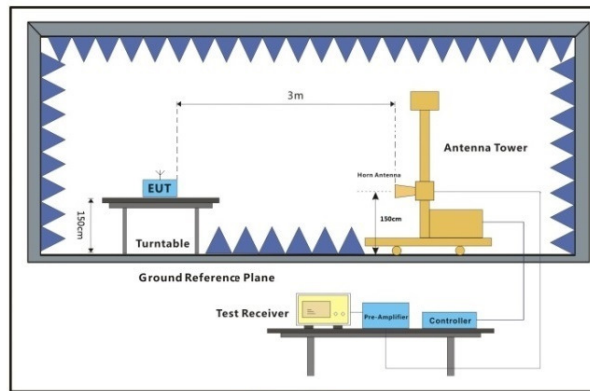 3m
Antenna Tower
Horn Antenna
EUT
150cm
150cm
Turntable
Ground Reference Plane
Test Receiver
Pre-Amplifier
Controller